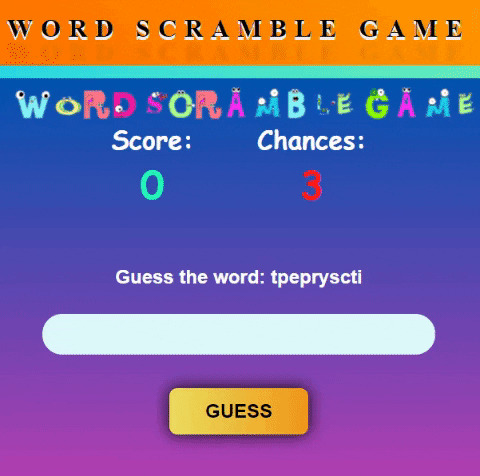 WORD SCRAMBLE GAME
WORD SCRAMBLE GAME
Score: Chances:
0 3
Guess the word: tpepryscti
GUESS